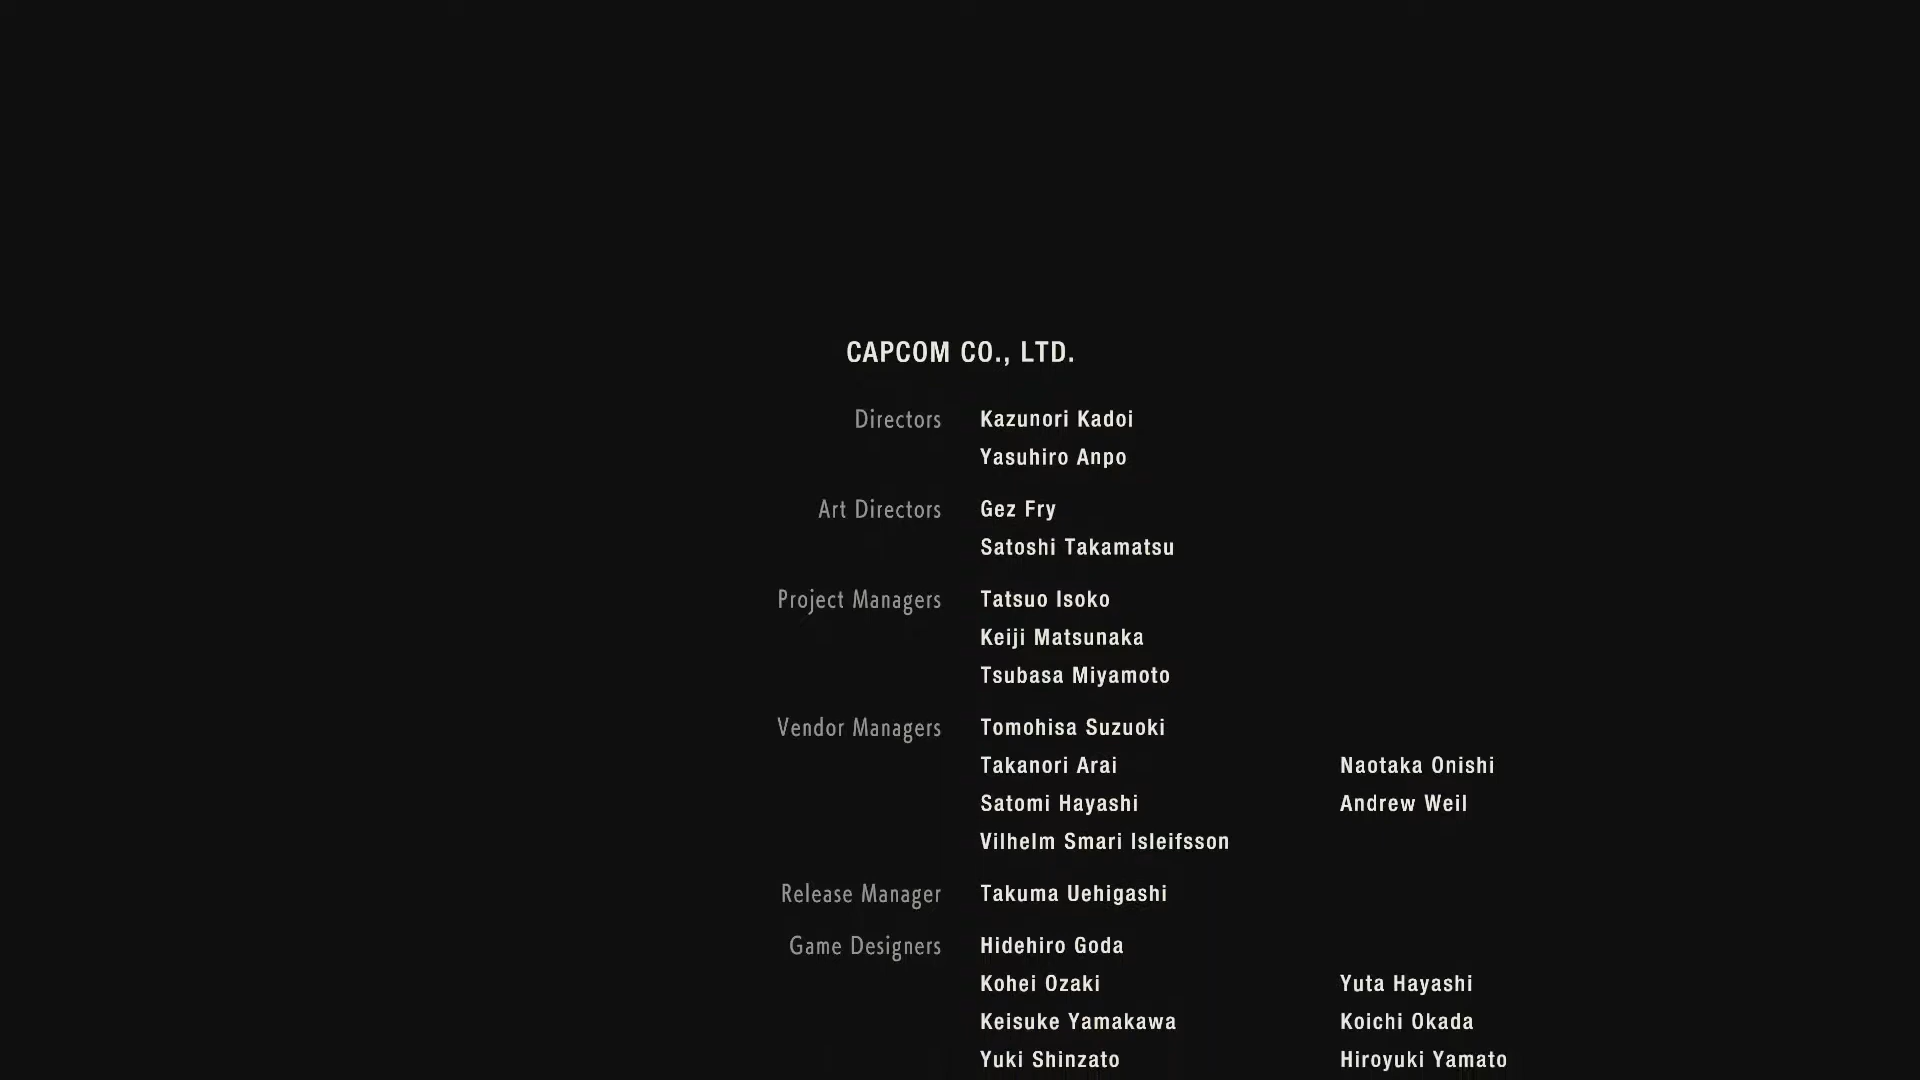 CAPCOM CO., LTD.
Directors Kazunori Kadoi
Yasuhiro Anpo
Art Directors Gez Fry
Satoshi Takamatsu
Project Managers Tatsuo Isoko
Keiji Matsunaka
Tsubasa Miyamoto
Vendor Managers Tomohisa Suzuoki
Takanori Arai Naotaka Onishi
Satomi Hayashi Andrew Weil
Vilhelm Smari Isleifsson
Release Manager Takuma Uehigashi
Game Designers Hidehiro Goda
Kohei Ozaki Yuta Hayashi
Keisuke Yamakawa Koichi Okada
Yuki Shinzato Hiroyuki Yamato